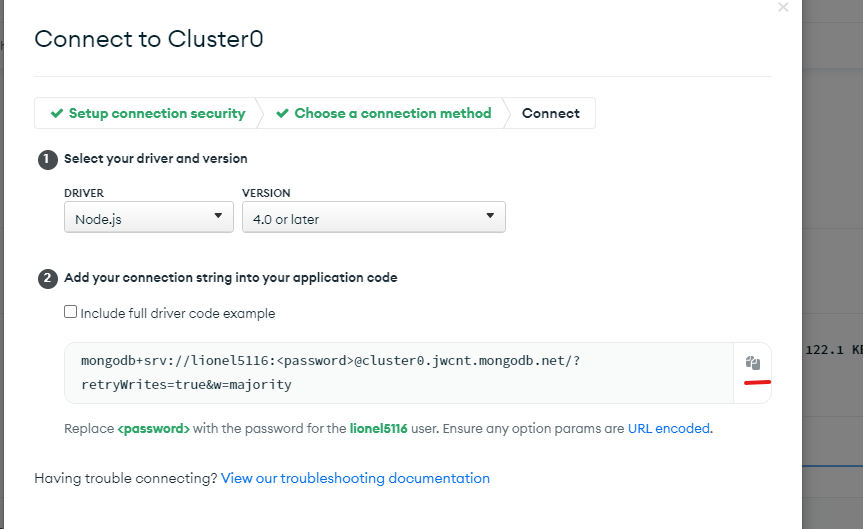 Connect to Cluster0
Setup connection security
Choose a connection method
Connect
1 Select your driver and version
DRIVER
VERSION
Node.js
4.0 or later
2 Add your connection string into your application code
Include full driver code example
mongodb+srv://lionel5116:<password>@cluster0.jwcnt.mongodb.net/?
retryWrites=true&w=majority
122.1
Replace <password> with the password for the lionel5116 user. Ensure any option params are URL encoded.
Having trouble connecting? View our troubleshooting documentation